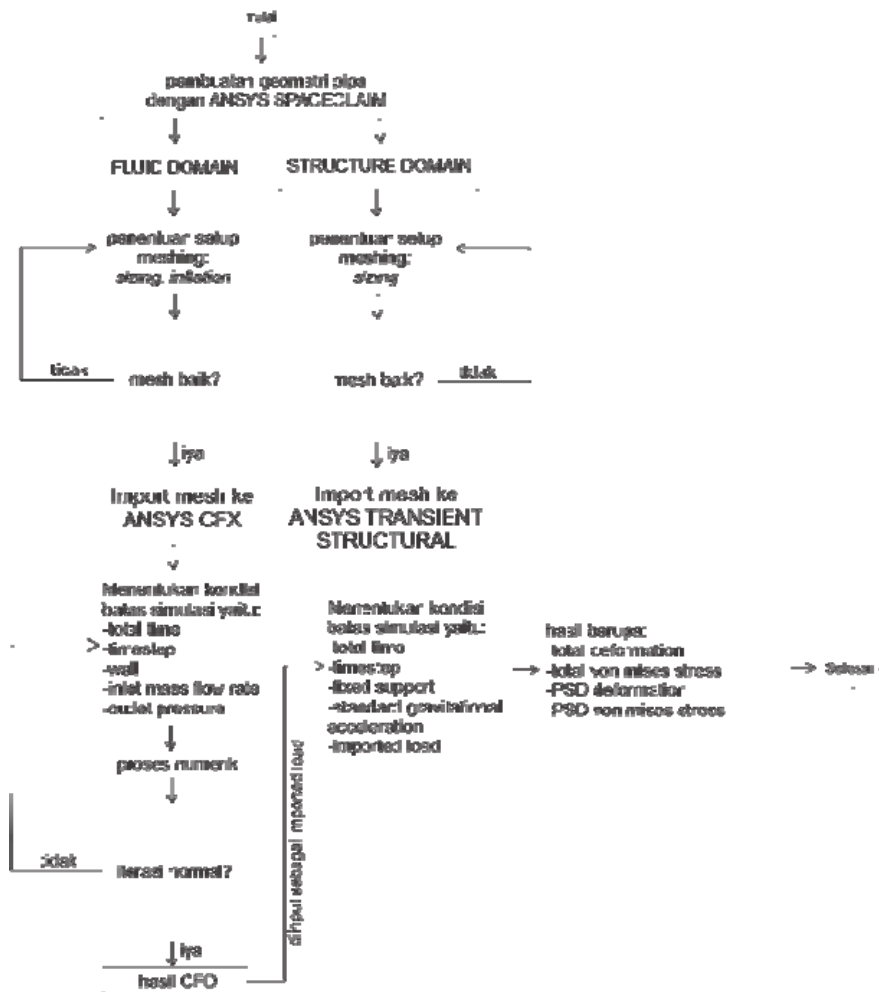 mulai
pembuatan geometri pipa
dengan ANSYS SPACECLAIM
FLUID DOMAIN
STRUCTURE DOMAIN
penentuan setup
meshing:
sizing, inflation
penentuan setup
meshing:
sizing
tidak
mesh baik?
mesh baik?
tidak
iya
iya
Import mesh ke
ANSYS CFX
Import mesh ke
ANSYS TRANSIENT
STRUCTURAL
Menentukan kondisi
batas simulasi yaitu:
-total time
-timestep
-wall
-inlet mass flow rate
-outlet pressure
Menentukan kondisi
batas simulasi yaitu:
-total time
-timestep
-fixed support
-standard gravitational
acceleration
-imported load
hasil berupa:
-total deformation
-total von mises stress
-PSD deformation
-PSD von mises stress
Selesai
proses numerik
tidak
iterasi normal?
iya
hasil CFD
diinput sebagai imported load